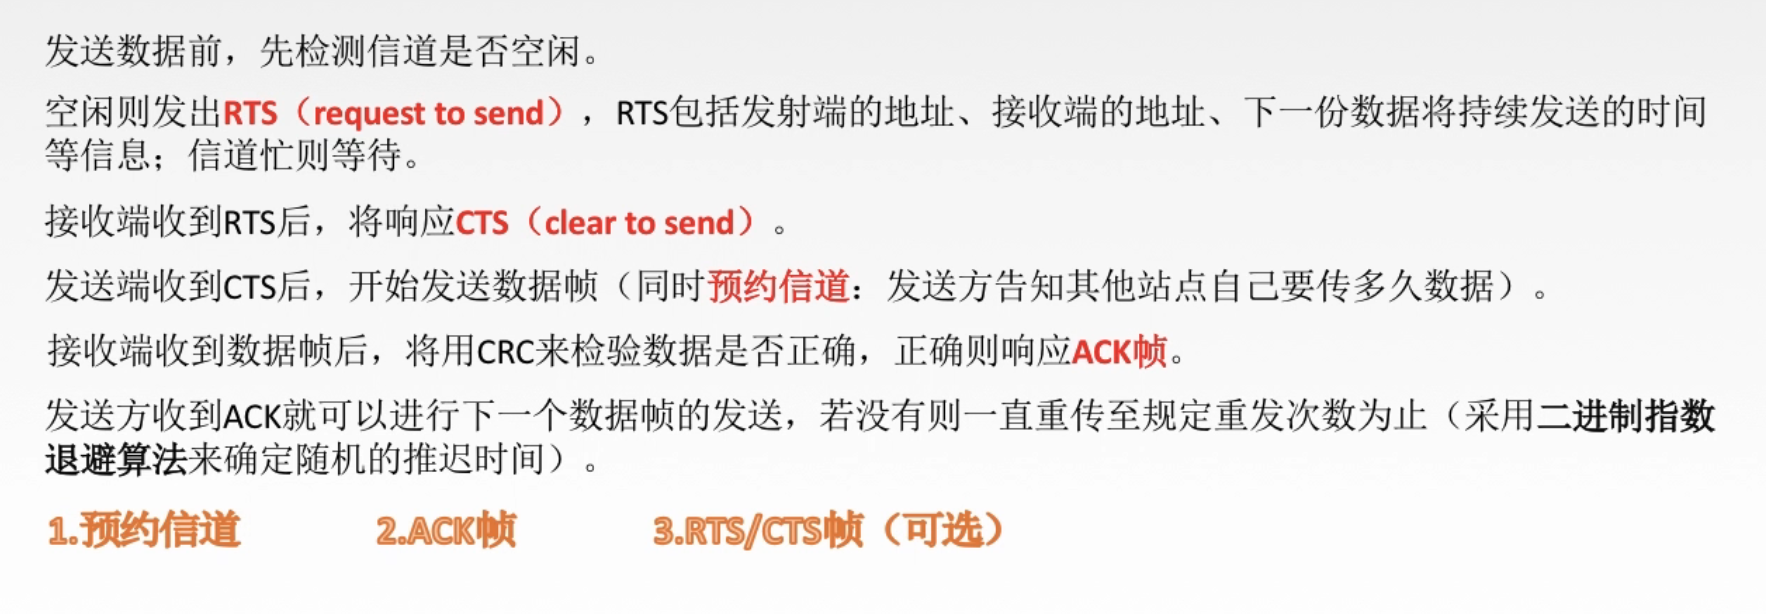 发送数据前，先检测信道是否空闲。
空闲则发出RTS（request to send），RTS包括发射端的地址、接收端的地址、下一份数据将持续发送的时间
等信息；信道忙则等待。
接收端收到RTS后，将响应CTS（clear to send）。
发送端收到CTS后，开始发送数据帧（同时预约信道：发送方告知其他站点自己要传多久数据）。
接收端收到数据帧后，将用CRC来检验数据是否正确，正确则响应ACK帧。
发送方收到ACK就可以进行下一个数据帧的发送，若没有则一直重传至规定重发次数为止（采用二进制指数
退避算法来确定随机的推迟时间）。
1.预约信道 2.ACK帧 3.RTS/CTS帧（可选）